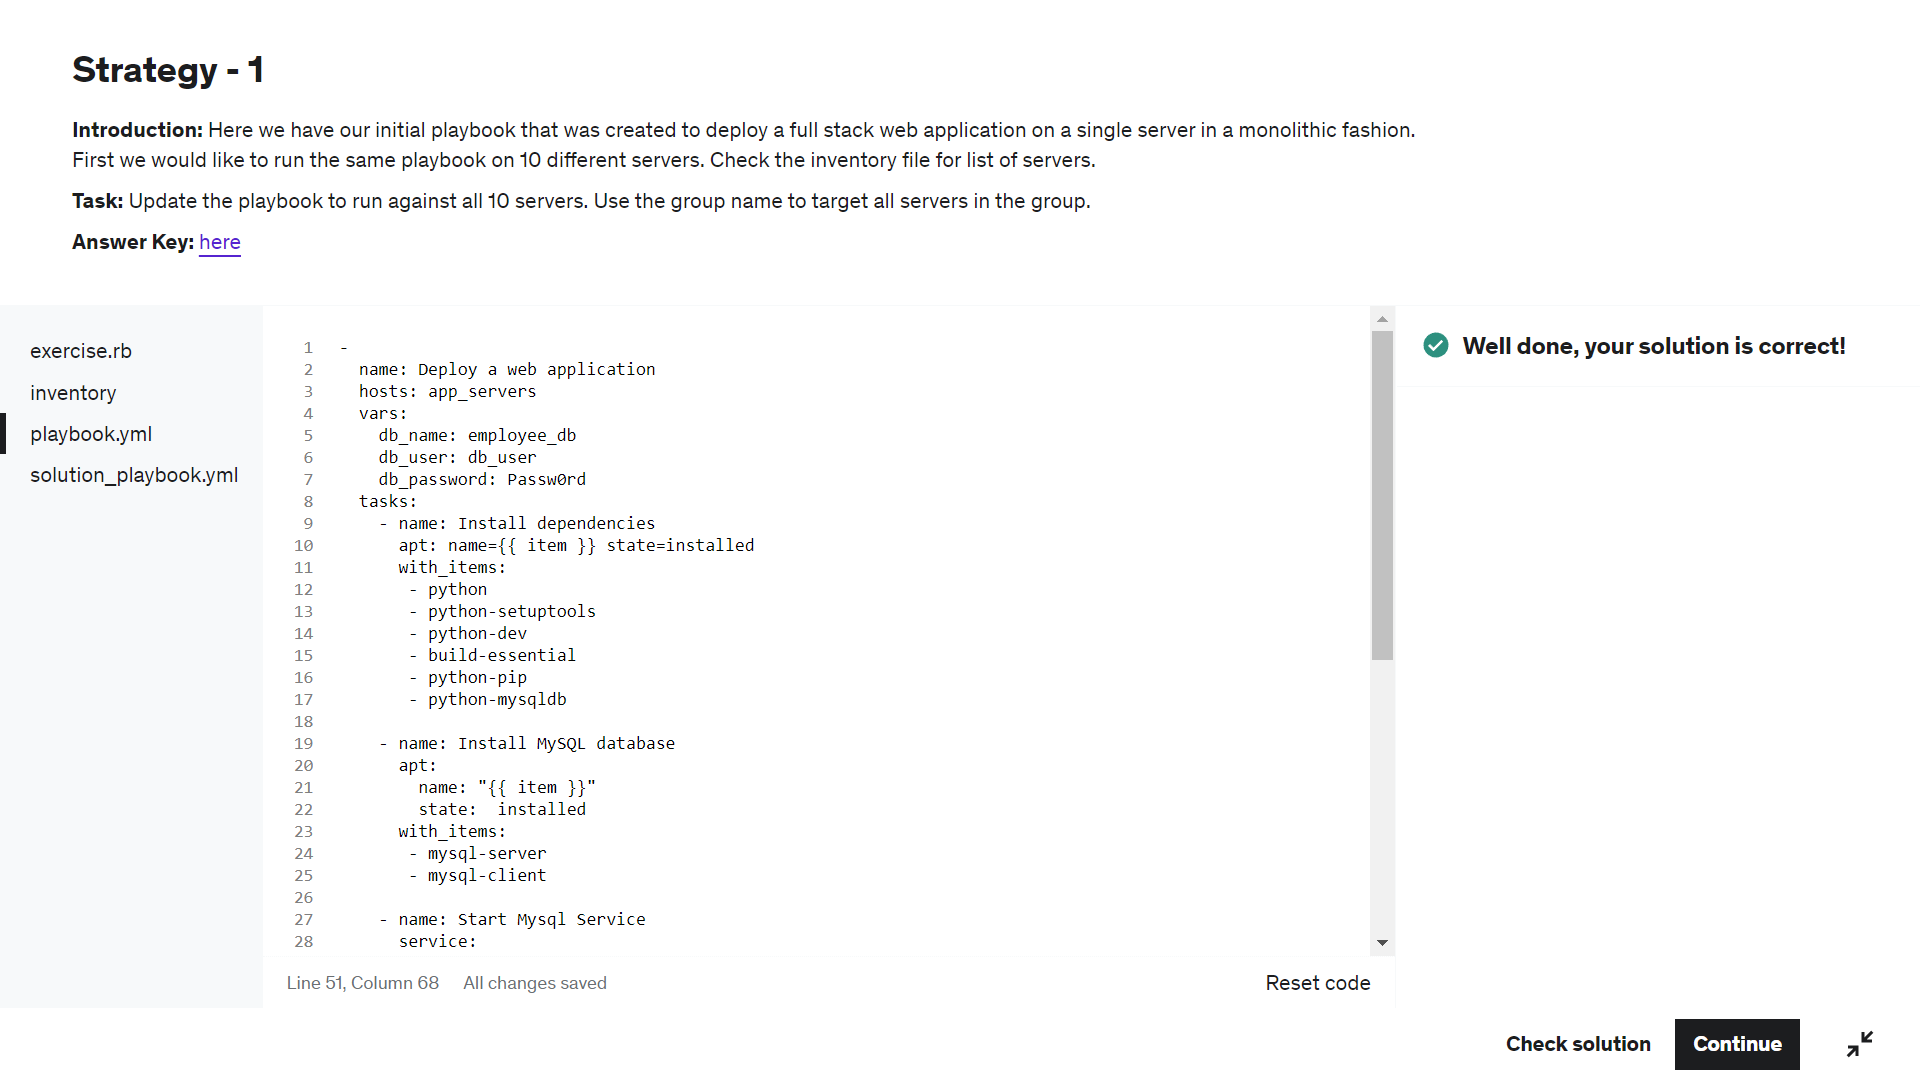 Strategy - 1
Introduction: Here we have our initial playbook that was created to deploy a full stack web application on a single server in a monolithic fashion.
First we would like to run the same playbook on 10 different servers. Check the inventory file for list of servers.
Task: Update the playbook to run against all 10 servers. Use the group name to target all servers in the group.
Answer Key: here
exercise.rb
inventory
playbook.yml
solution_playbook.yml
1 -
2   name: Deploy a web application
3   hosts: app_servers
4   vars:
5     db_name: employee_db
6     db_user: db_user
7     db_password: Passw0rd
8   tasks:
9     - name: Install dependencies
10       apt: name={{ item }} state=installed
11       with_items:
12        - python
13        - python-setuptools
14        - python-dev
15        - build-essential
16        - python-pip
17        - python-mysqldb
18
19     - name: Install MySQL database
20       apt:
21         name: "{{ item }}"
22         state:  installed
23       with_items:
24        - mysql-server
25        - mysql-client
26
27     - name: Start Mysql Service
28       service:
Line 51, Column 68 All changes saved
Reset code
Well done, your solution is correct!
Check solution
Continue